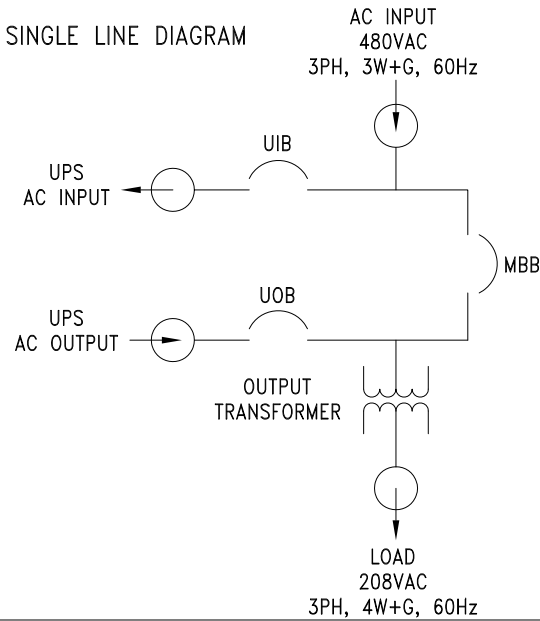 SINGLE LINE DIAGRAM
AC INPUT
480VAC
3PH, 3W+G, 60Hz
UIB
UPS
AC INPUT
MBB
UOB
UPS
AC OUTPUT
OUTPUT
TRANSFORMER
LOAD
208VAC
3PH, 4W+G, 60Hz